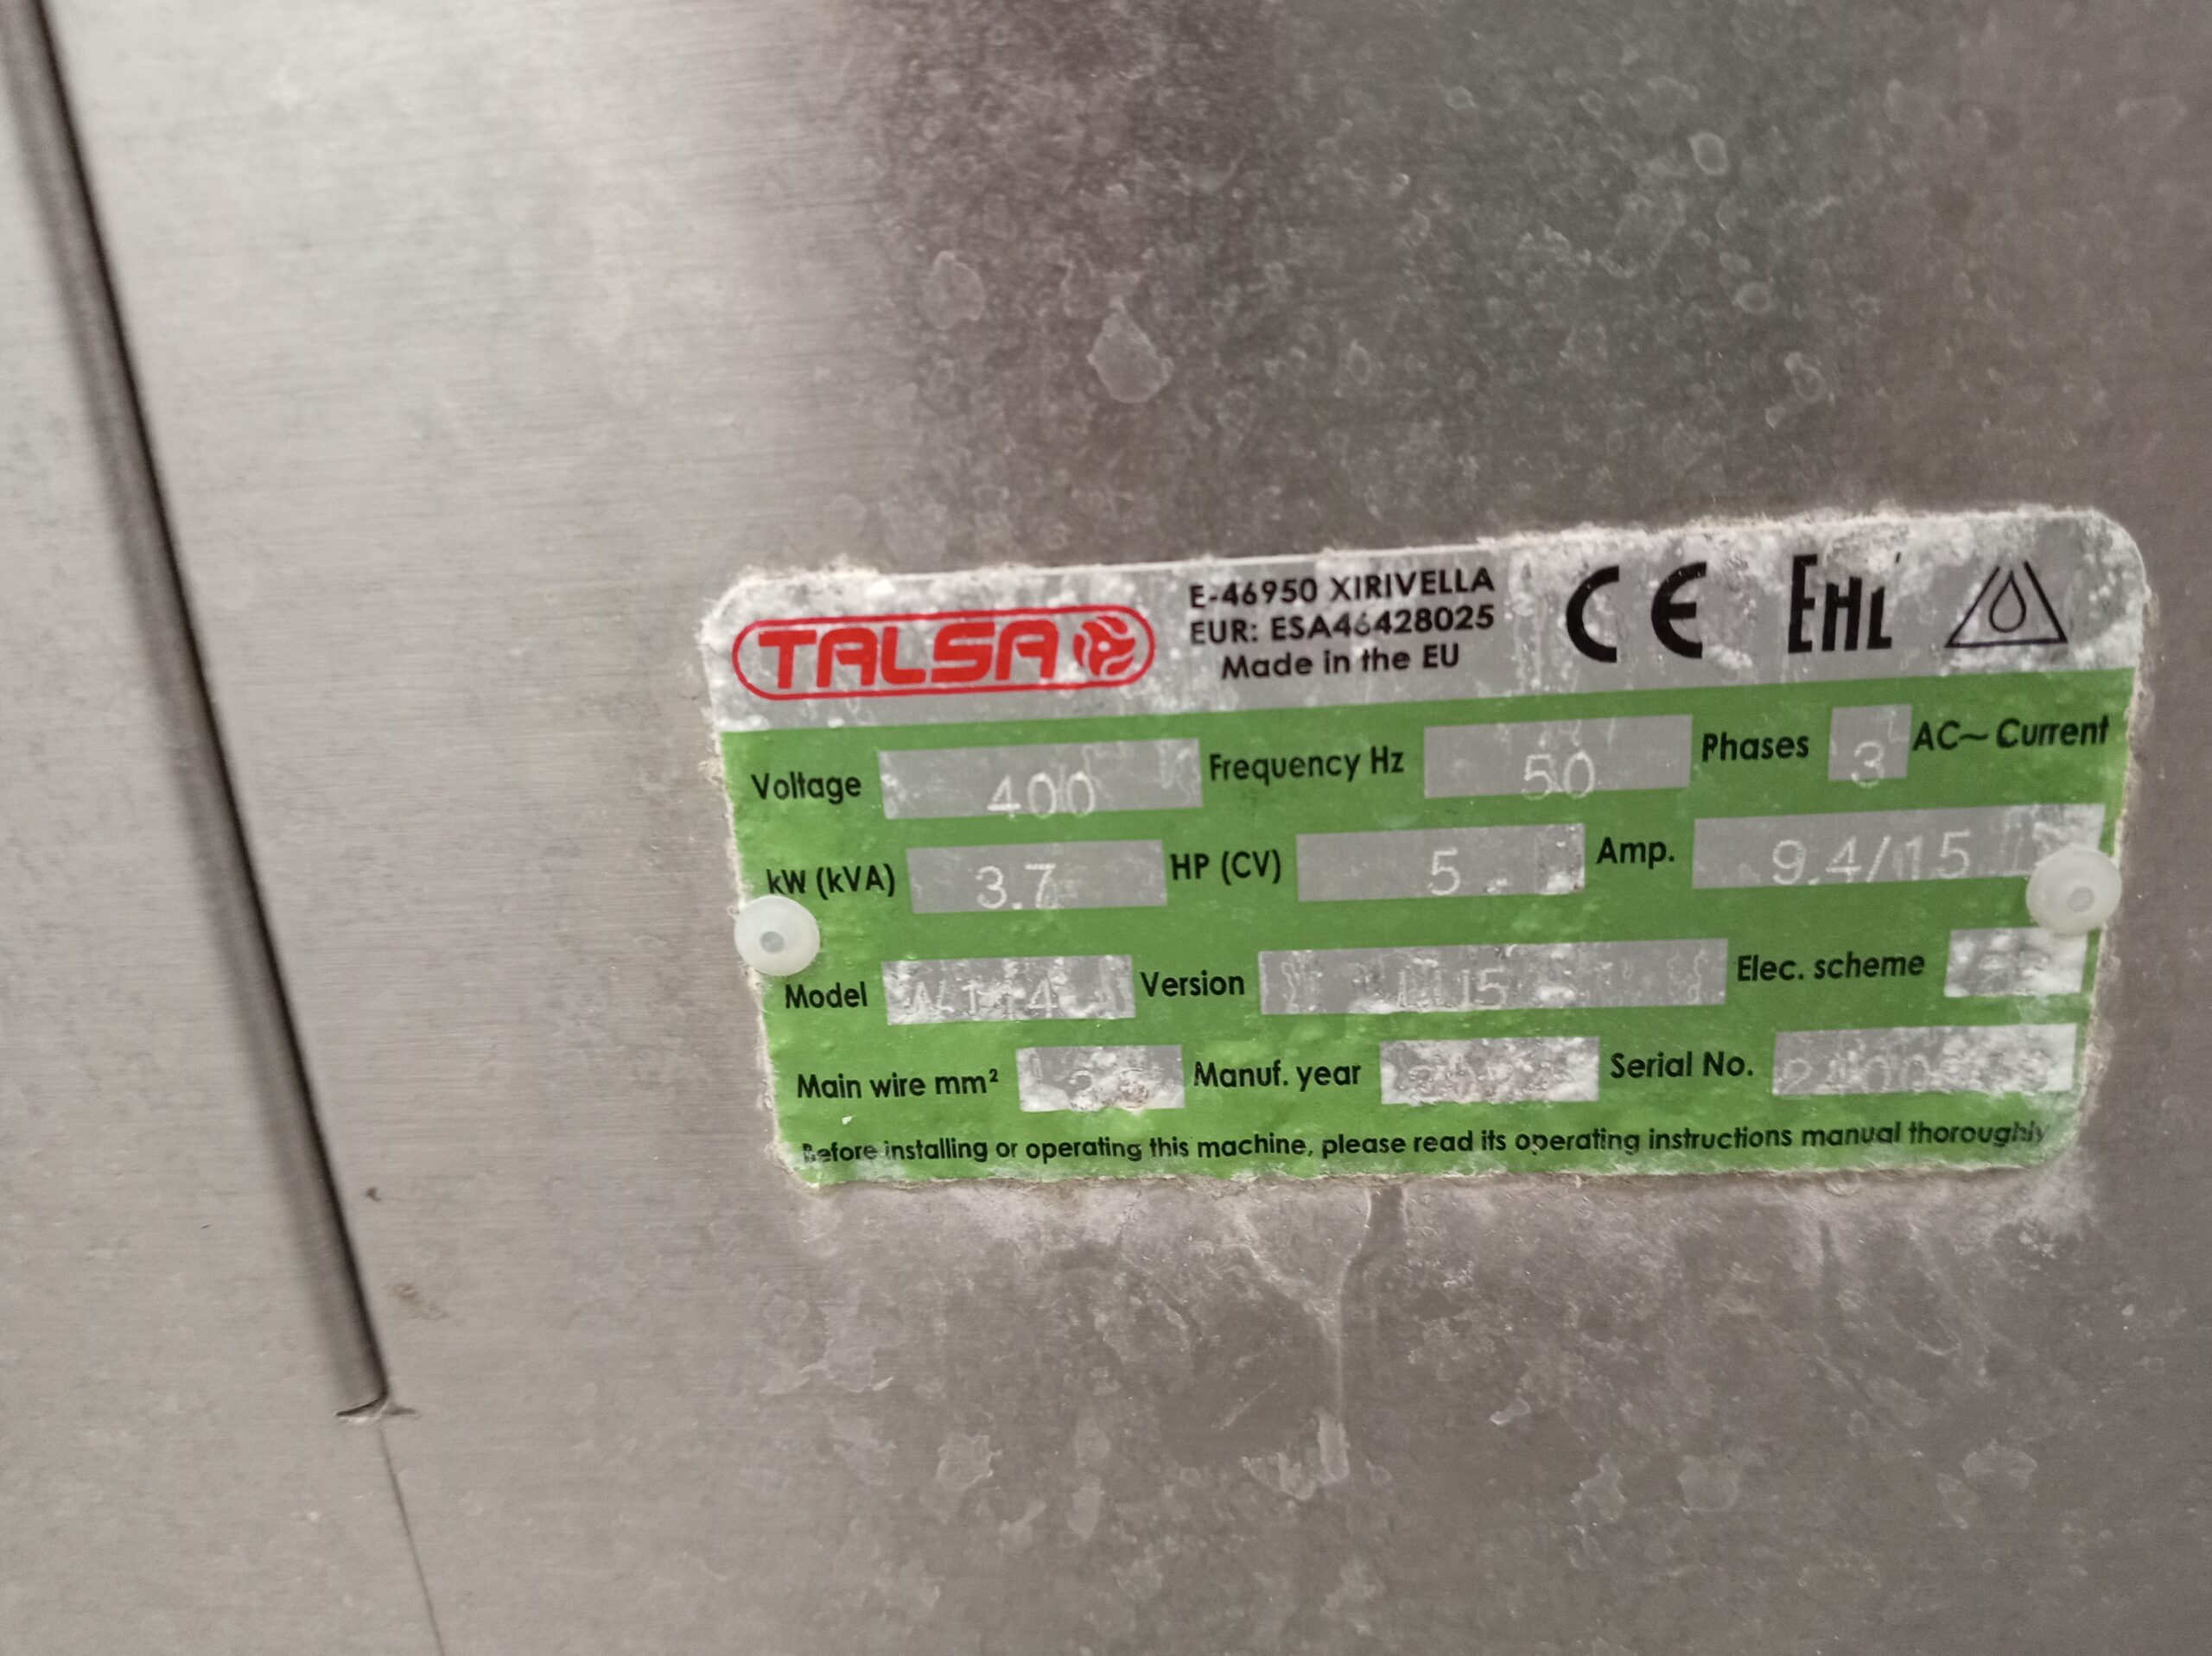 TALSA
E-46950 XIRIVELLA
EUR: ESA46428025
Made in the EU
CE EAC
Voltage 400 Frequency Hz 50 Phases 3 AC~ Current
kW (kVA) 3.7 HP (CV) 5 Amp. 9.4/15
Model Version Elec. scheme
Main wire mm² Manuf. year Serial No.
Before installing or operating this machine, please read its operating instructions manual thoroughly